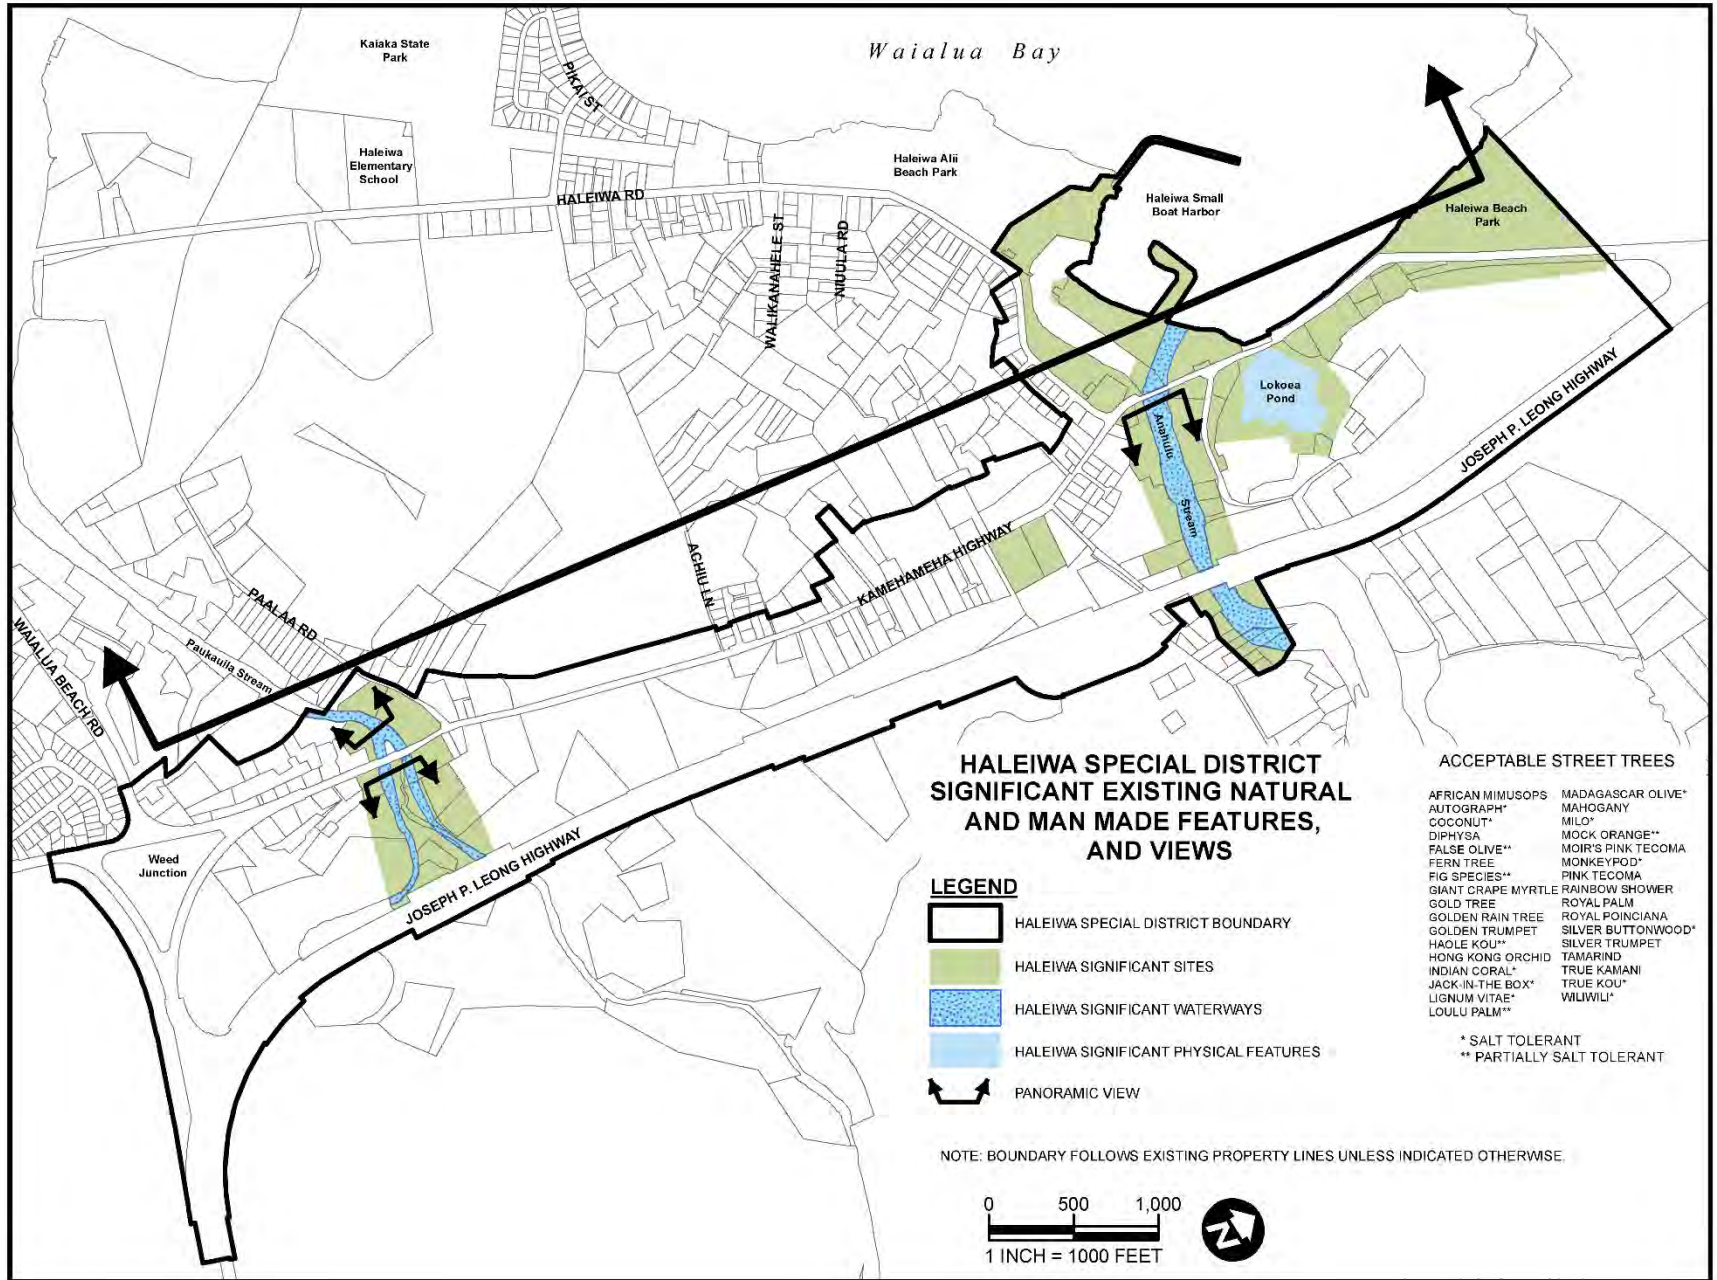 Waialua Bay
Kaiaka State
Park
PIKAI ST
Haleiwa
Elementary
School
Haleiwa Alii
Beach Park
HALEIWA RD
Haleiwa Small
Boat Harbor
Haleiwa Beach
Park
WALIKANAHELE ST
NIUULA RD
Lokoea
Pond
JOSEPH P. LEONG HIGHWAY
Anahulu
Stream
ACHIU LN
KAMEHAMEHA HIGHWAY
PAALAA RD
Paukauila Stream
WAIALUA BEACH RD
Weed
Junction
JOSEPH P. LEONG HIGHWAY
HALEIWA SPECIAL DISTRICT
SIGNIFICANT EXISTING NATURAL
AND MAN MADE FEATURES,
AND VIEWS
LEGEND
HALEIWA SPECIAL DISTRICT BOUNDARY
HALEIWA SIGNIFICANT SITES
HALEIWA SIGNIFICANT WATERWAYS
HALEIWA SIGNIFICANT PHYSICAL FEATURES
PANORAMIC VIEW
ACCEPTABLE STREET TREES
AFRICAN MIMUSOPS
AUTOGRAPH*
COCONUT*
DIPHYSA
FALSE OLIVE**
FERN TREE
FIG SPECIES**
GIANT CRAPE MYRTLE
GOLD TREE
GOLDEN RAIN TREE
GOLDEN TRUMPET
HAOLE KOU**
HONG KONG ORCHID
INDIAN CORAL*
JACK-IN-THE BOX*
LIGNUM VITAE*
LOULU PALM**
MADAGASCAR OLIVE*
MAHOGANY
MILO*
MOCK ORANGE**
MOIR'S PINK TECOMA
MONKEYPOD*
PINK TECOMA
RAINBOW SHOWER
ROYAL PALM
ROYAL POINCIANA
SILVER BUTTONWOOD*
SILVER TRUMPET
TAMARIND
TRUE KAMANI
TRUE KOU*
WILIWILI*
* SALT TOLERANT
** PARTIALLY SALT TOLERANT
NOTE: BOUNDARY FOLLOWS EXISTING PROPERTY LINES UNLESS INDICATED OTHERWISE.
0 500 1,000
1 INCH = 1000 FEET
N